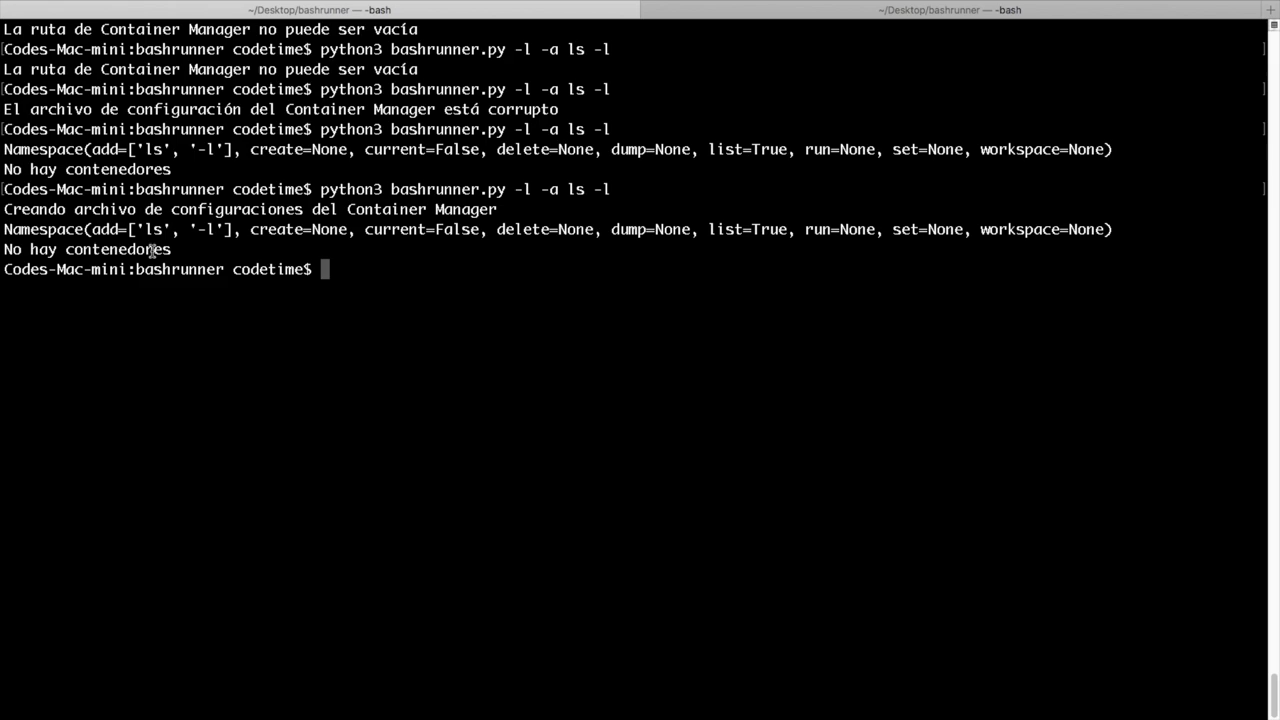 ~/Desktop/bashrunner — -bash
~/Desktop/bashrunner — -bash
La ruta de Container Manager no puede ser vacía
[Codes-Mac-mini:bashrunner codetime$ python3 bashrunner.py -l -a ls -l ]
La ruta de Container Manager no puede ser vacía
[Codes-Mac-mini:bashrunner codetime$ python3 bashrunner.py -l -a ls -l ]
El archivo de configuración del Container Manager está corrupto
[Codes-Mac-mini:bashrunner codetime$ python3 bashrunner.py -l -a ls -l ]
Namespace(add=['ls', '-l'], create=None, current=False, delete=None, dump=None, list=True, run=None, set=None, workspace=None)
No hay contenedores
[Codes-Mac-mini:bashrunner codetime$ python3 bashrunner.py -l -a ls -l ]
Creando archivo de configuraciones del Container Manager
Namespace(add=['ls', '-l'], create=None, current=False, delete=None, dump=None, list=True, run=None, set=None, workspace=None)
No hay contenedores
Codes-Mac-mini:bashrunner codetime$